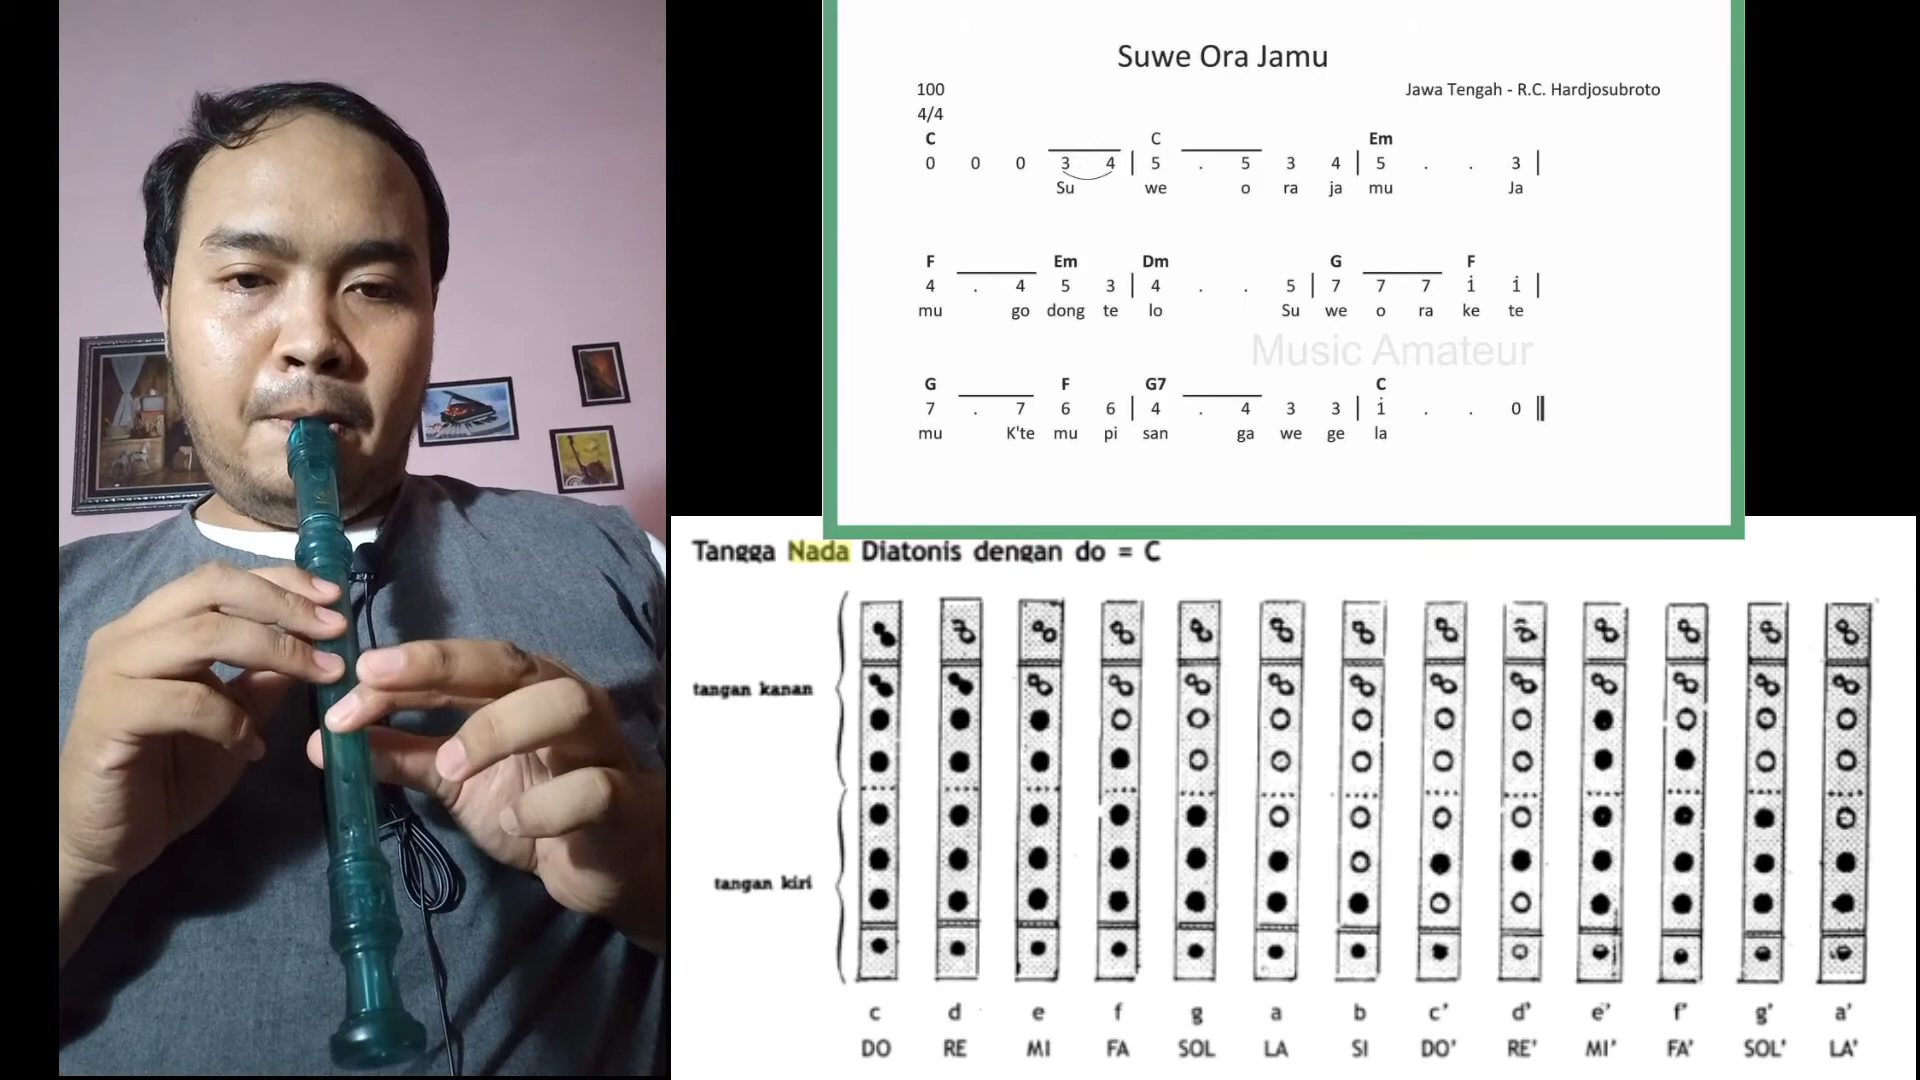 Suwe Ora Jamu
100
Jawa Tengah - R.C. Hardjosubroto
4/4
C C Em
0 0 0 3 4 | 5 . 5 3 4 | 5 . . 3 |
Su we o ra ja mu Ja
F Em Dm G F
4 . 4 5 3 | 4 . . 5 | 7 7 7 i i |
mu go dong te lo Su we o ra ke te
Music Amateur
G F G7 C
7 . 7 6 6 | 4 . 4 3 3 | i . . 0 ‖
mu K'te mu pi san ga we ge la
Tangga Nada Diatonis dengan do = C
tangan kanan
tangan kiri
c d e f g a b c' d' e' f' g' a'
DO RE MI FA SOL LA SI DO' RE' MI' FA' SOL' LA'